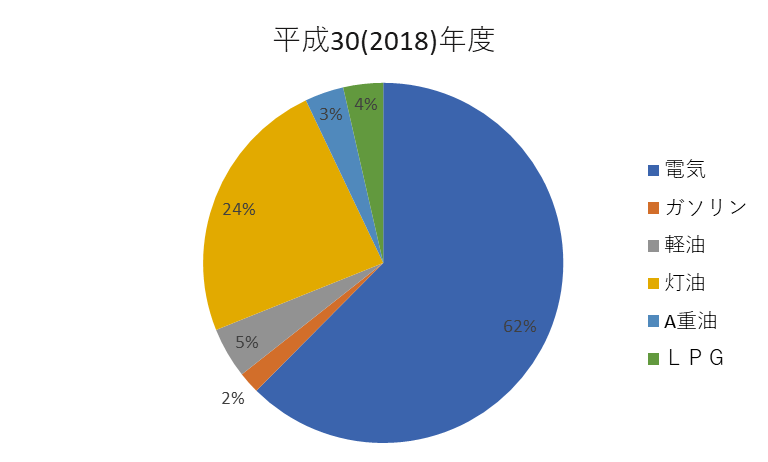 平成30(2018)年度
4%
3%
24%
62%
5%
2%
電気
ガソリン
軽油
灯油
A重油
ＬＰＧ